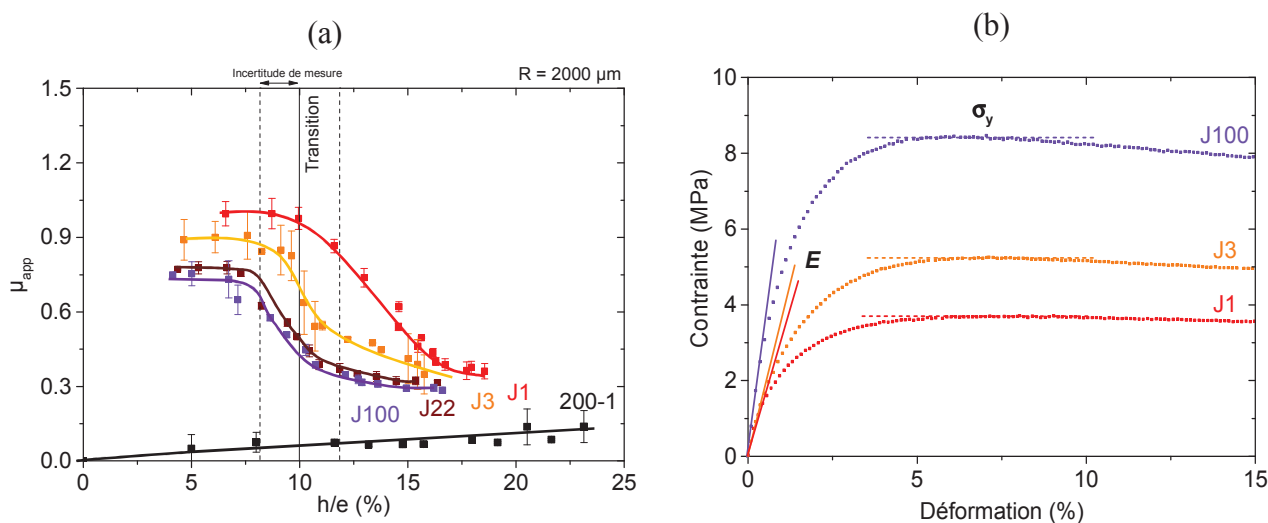 (a)
Incertitude de mesure
R = 2000 µm
1.5
1.2
0.9
0.6
0.3
0.0
µapp
Transition
J100
J22
J3
J1
200-1
0
5
10
15
20
25
h/e (%)
(b)
10
8
6
4
2
0
Contrainte (MPa)
σy
E
J100
J3
J1
0
5
10
15
Déformation (%)